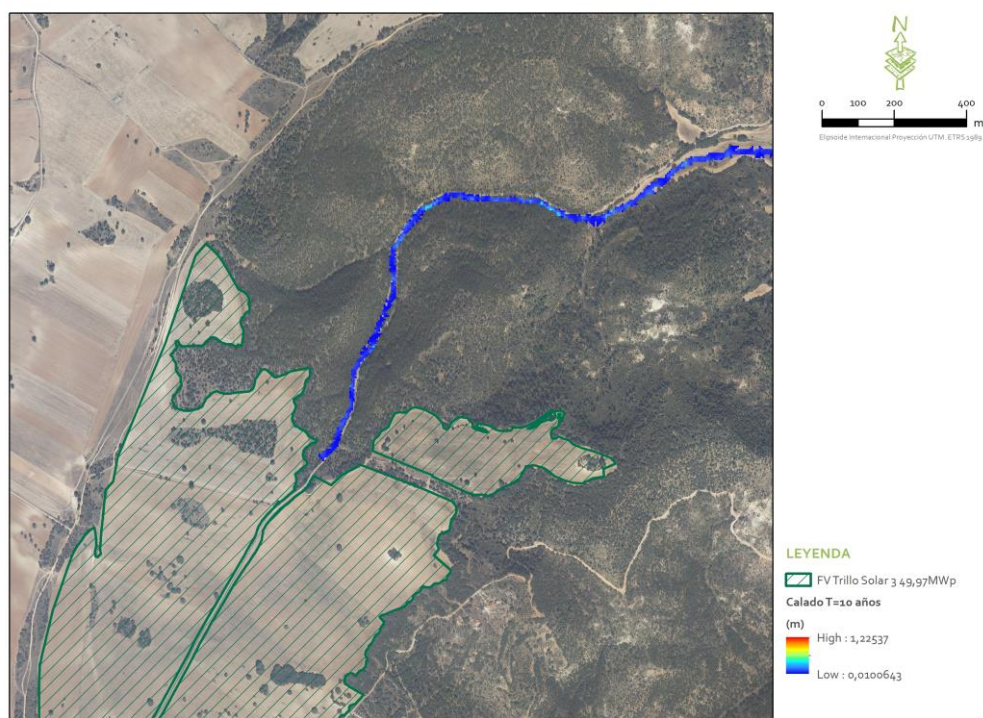 N
0 100 200 400
m
Elipsoide Internacional Proyección UTM. ETRS 1989
LEYENDA
FV Trillo Solar 3 49,97MWp
Calado T=10 años
(m)
High : 1,22537
Low : 0,0100643